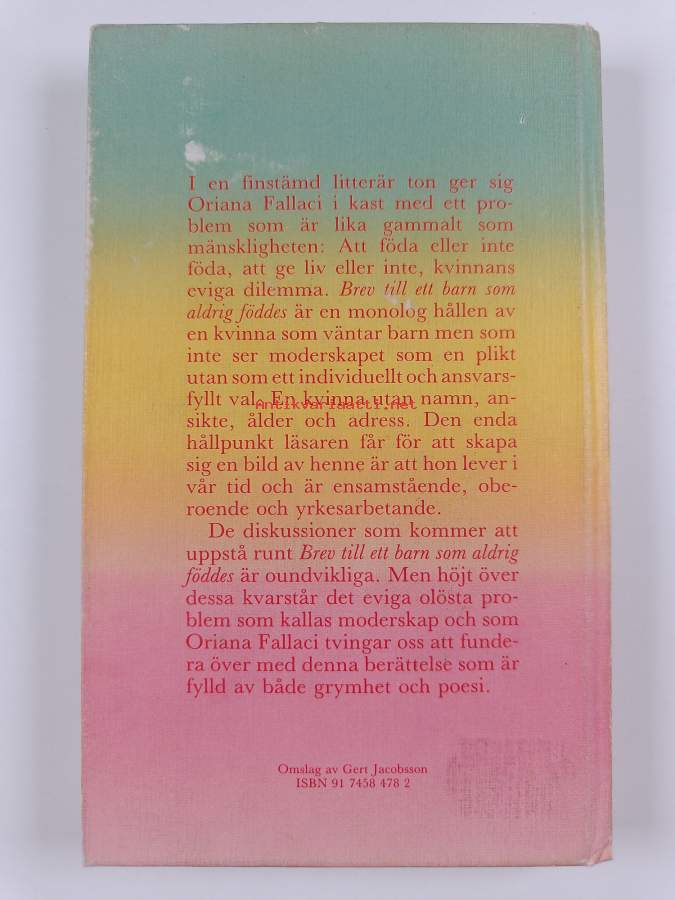 I en finstämd litterär ton ger sig
Oriana Fallaci i kast med ett pro-
blem som är lika gammalt som
mänskligheten: Att föda eller inte
föda, att ge liv eller inte, kvinnans
eviga dilemma. Brev till ett barn som
aldrig föddes är en monolog hållen av
en kvinna som väntar barn men som
inte ser moderskapet som en plikt
utan som ett individuellt och ansvars-
fyllt val. En kvinna utan namn, an-
Antikvariaatti.net
sikte, ålder och adress. Den enda
hållpunkt läsaren får för att skapa
sig en bild av henne är att hon lever i
vår tid och är ensamstående, obe-
roende och yrkesarbetande.
De diskussioner som kommer att
uppstå runt Brev till ett barn som aldrig
föddes är oundvikliga. Men höjt över
dessa kvarstår det eviga olösta pro-
blem som kallas moderskap och som
Oriana Fallaci tvingar oss att funde-
ra över med denna berättelse som är
fylld av både grymhet och poesi.
Omslag av Gert Jacobsson
ISBN 91 7458 478 2